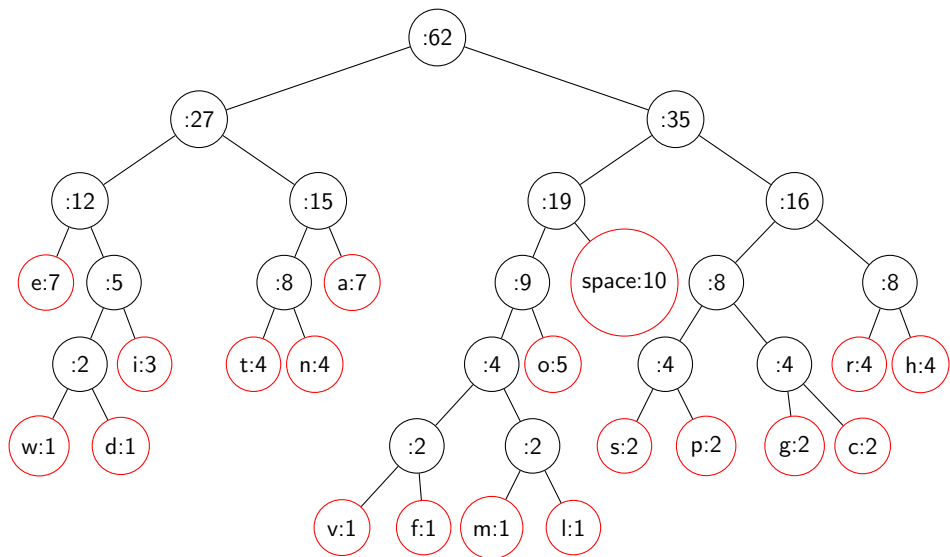 :62
:27 :35
:12 :15 :19 :16
e:7 :5 :8 a:7 :9 space:10 :8 :8
:2 i:3 t:4 n:4 :4 o:5 :4 :4 r:4 h:4
w:1 d:1 :2 :2 s:2 p:2 g:2 c:2
v:1 f:1 m:1 l:1